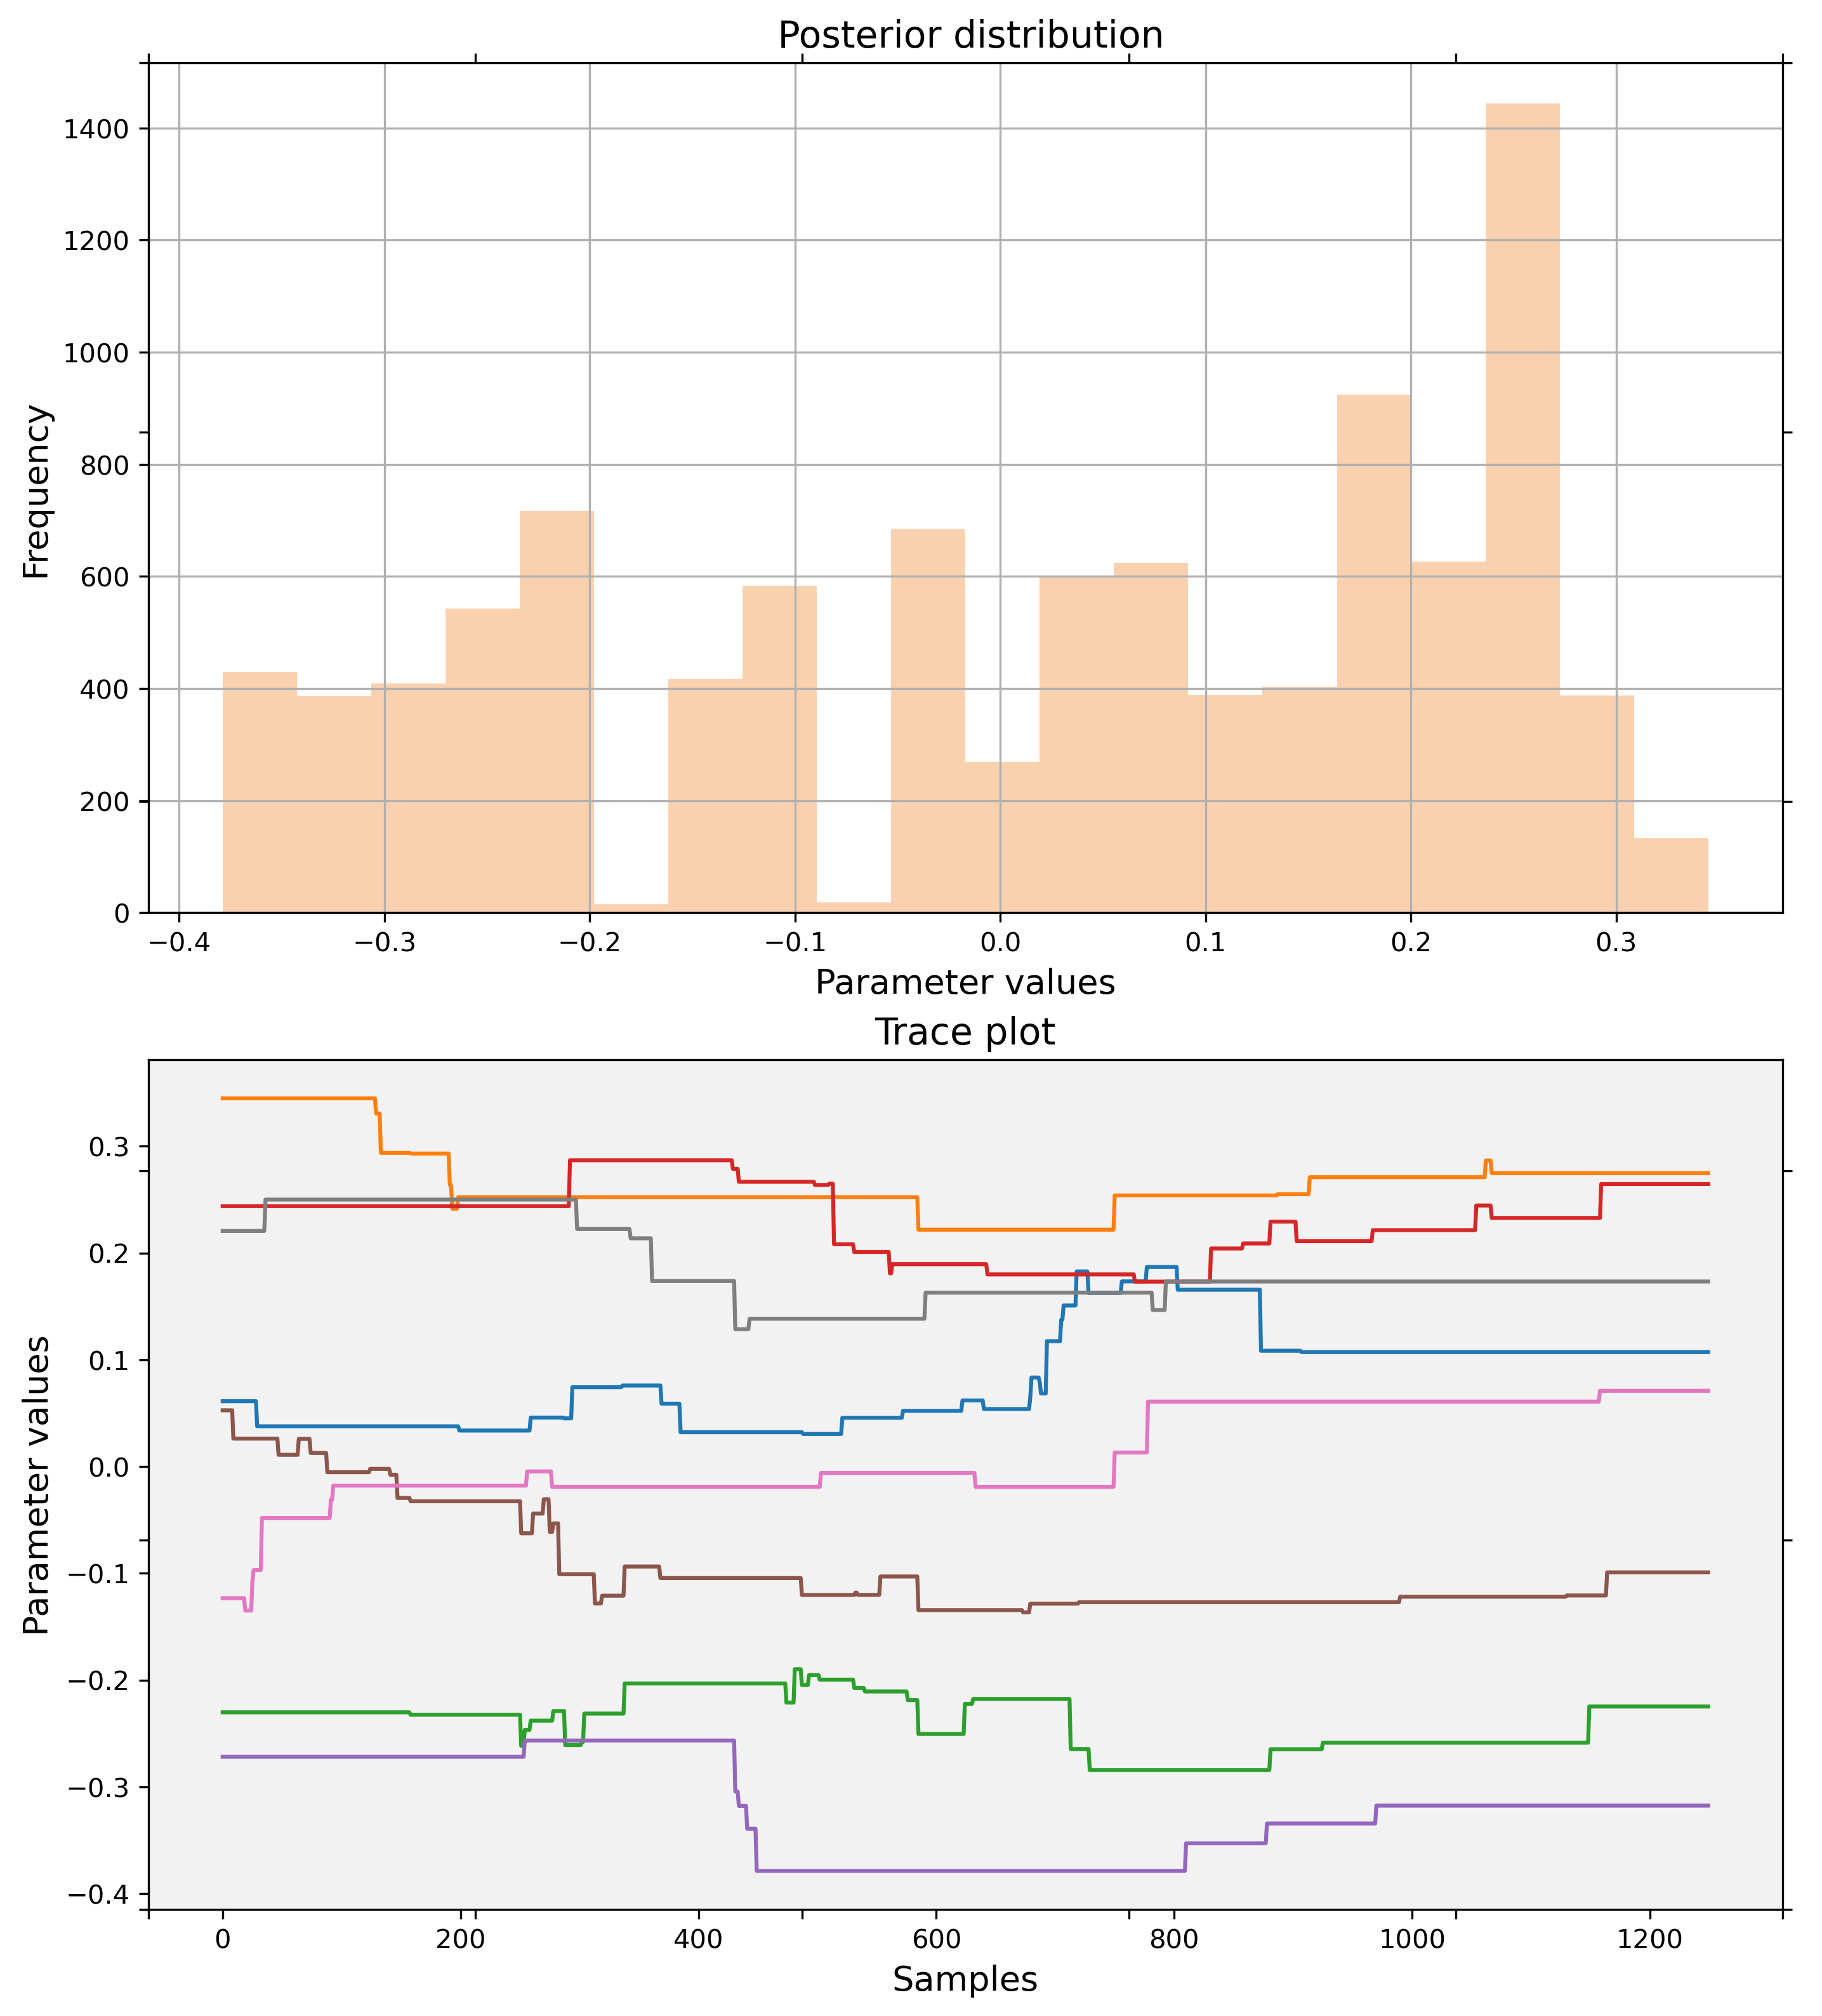 Posterior distribution
1400
1200
1000
800
600
400
200
0
Frequency
−0.4 −0.3 −0.2 −0.1 0.0 0.1 0.2 0.3
Parameter values
Trace plot
0.3
0.2
0.1
0.0
−0.1
−0.2
−0.3
−0.4
Parameter values
0 200 400 600 800 1000 1200
Samples